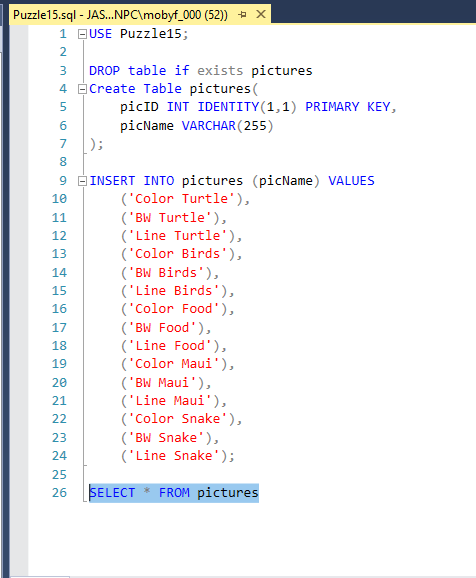 Puzzle15.sql - JAS...NPC\mobyf_000 (52))
1 USE Puzzle15;
2
3 DROP table if exists pictures
4 Create Table pictures(
5 picID INT IDENTITY(1,1) PRIMARY KEY,
6 picName VARCHAR(255)
7 );
8
9 INSERT INTO pictures (picName) VALUES
10 ('Color Turtle'),
11 ('BW Turtle'),
12 ('Line Turtle'),
13 ('Color Birds'),
14 ('BW Birds'),
15 ('Line Birds'),
16 ('Color Food'),
17 ('BW Food'),
18 ('Line Food'),
19 ('Color Maui'),
20 ('BW Maui'),
21 ('Line Maui'),
22 ('Color Snake'),
23 ('BW Snake'),
24 ('Line Snake');
25
26 SELECT * FROM pictures